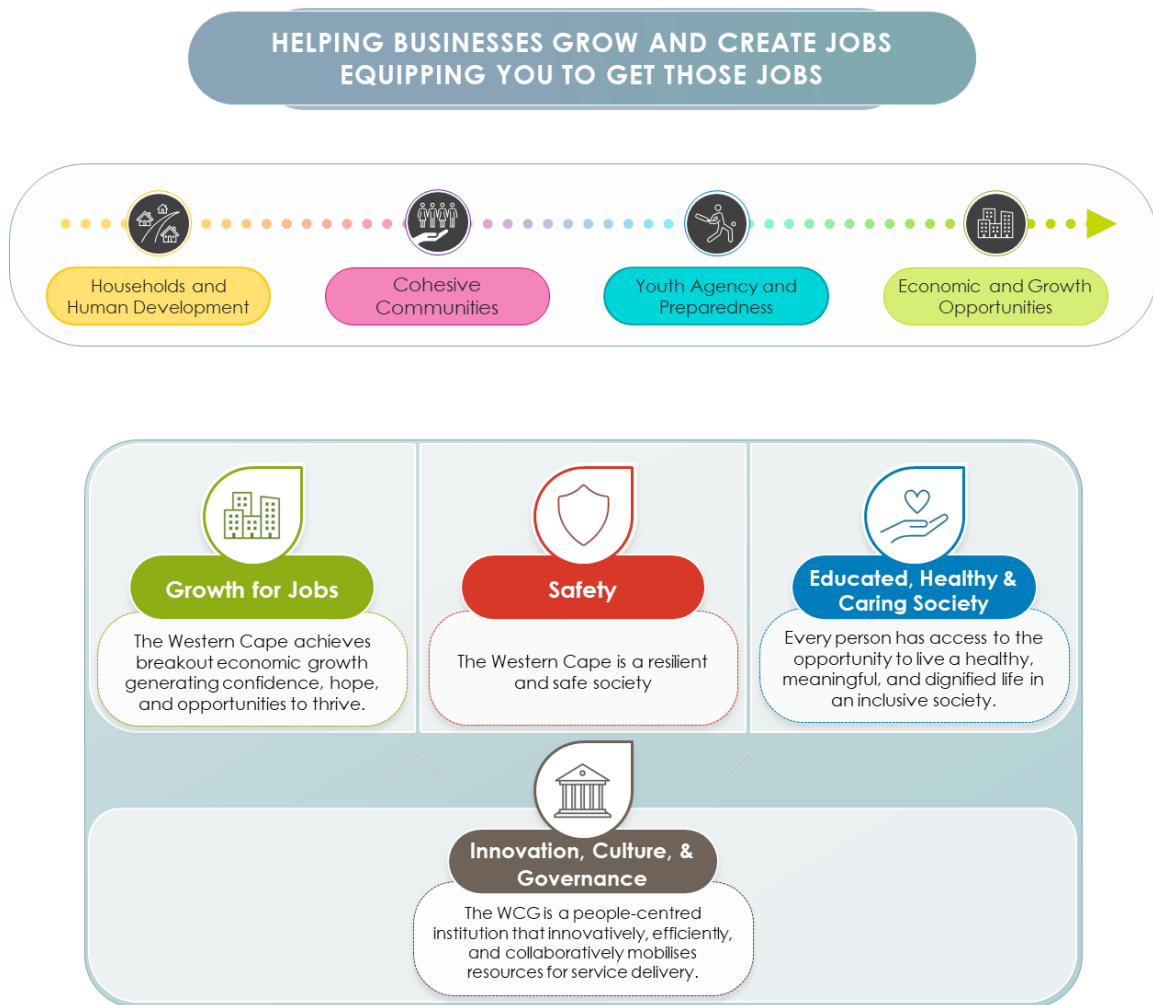 HELPING BUSINESSES GROW AND CREATE JOBS
EQUIPPING YOU TO GET THOSE JOBS
Households and
Human Development
Cohesive
Communities
Youth Agency and
Preparedness
Economic and Growth
Opportunities
Growth for Jobs
The Western Cape achieves
breakout economic growth
generating confidence, hope,
and opportunities to thrive.
Safety
The Western Cape is a resilient
and safe society
Educated, Healthy &
Caring Society
Every person has access to the
opportunity to live a healthy,
meaningful, and dignified life in
an inclusive society.
Innovation, Culture, &
Governance
The WCG is a people-centred
institution that innovatively, efficiently,
and collaboratively mobilises
resources for service delivery.